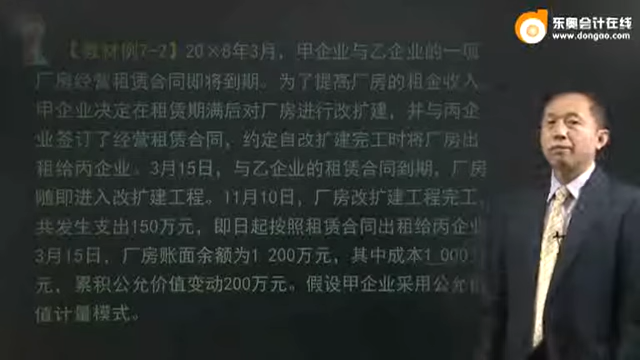 东奥会计在线
www.dongao.com
【教材例7-2】20×6年3月，甲企业与乙企业的一项
厂房经营租赁合同即将到期。为了提高厂房的租金收入，
甲企业决定在租赁期满后对厂房进行改扩建，并与丙企
业签订了经营租赁合同，约定自改扩建完工时将厂房出
租给丙企业。3月15日，与乙企业的租赁合同到期，厂房
随即进入改扩建工程。11月10日，厂房改扩建工程完工，
共发生支出150万元，即日起按照租赁合同出租给丙企业
3月15日，厂房账面余额为1 200万元，其中成本1 000
元，累积公允价值变动200万元。假设甲企业采用公允价
值计量模式。